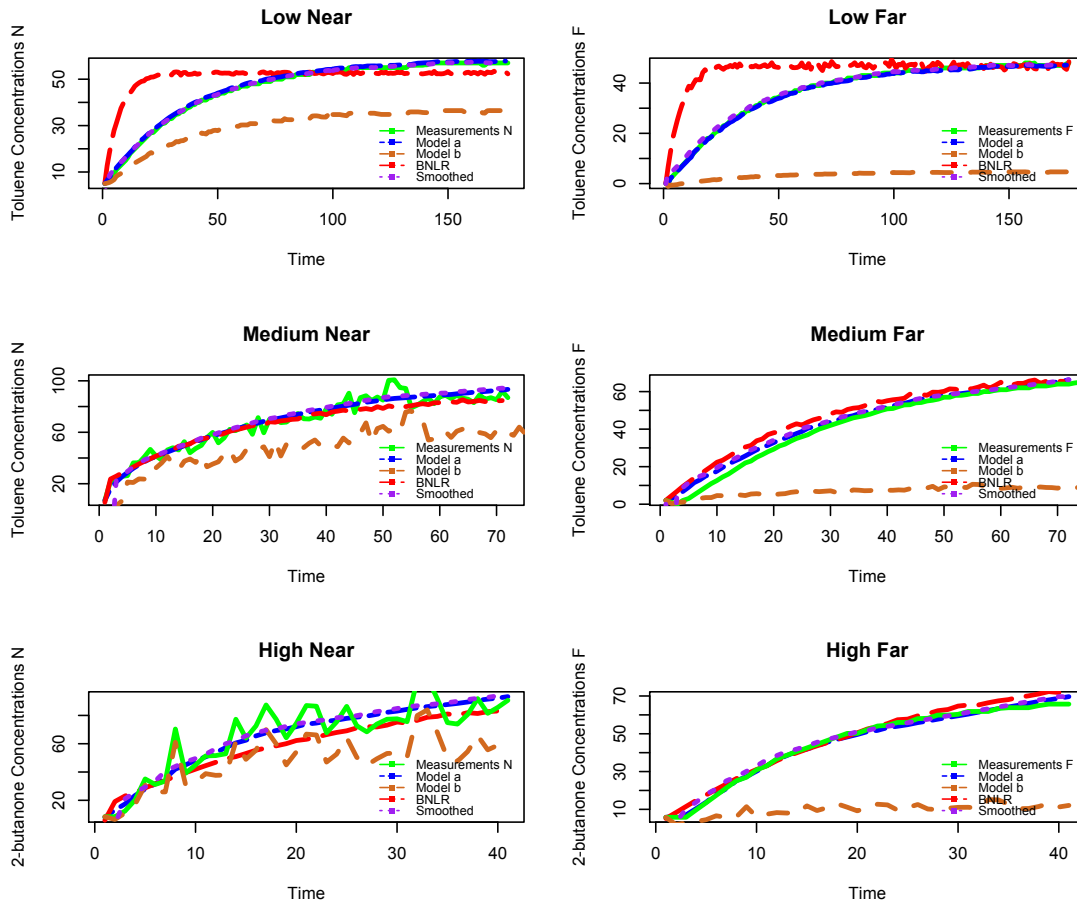 Low Near
Toluene Concentrations N
50
30
10
Measurements N
Model a
Model b
BNLR
Smoothed
0 50 100 150
Time
Low Far
Toluene Concentrations F
40
20
0
Measurements F
Model a
Model b
BNLR
Smoothed
0 50 100 150
Time
Medium Near
Toluene Concentrations N
100
60
20
Measurements N
Model a
Model b
BNLR
Smoothed
0 10 20 30 40 50 60 70
Time
Medium Far
Toluene Concentrations F
60
40
20
0
Measurements F
Model a
Model b
BNLR
Smoothed
0 10 20 30 40 50 60 70
Time
High Near
2-butanone Concentrations N
60
20
Measurements N
Model a
Model b
BNLR
Smoothed
0 10 20 30 40
Time
High Far
2-butanone Concentrations F
70
50
30
10
Measurements F
Model a
Model b
BNLR
Smoothed
0 10 20 30 40
Time